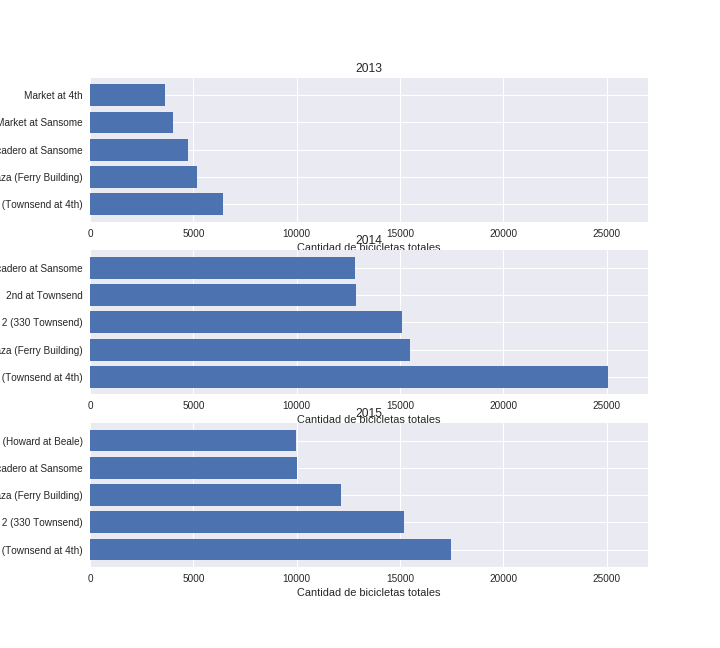 2013
Market at 4th
Market at Sansome
cadero at Sansome
aza (Ferry Building)
(Townsend at 4th)
0 5000 10000 15000 20000 25000
Cantidad de bicicletas totales
2014
cadero at Sansome
2nd at Townsend
2 (330 Townsend)
aza (Ferry Building)
(Townsend at 4th)
0 5000 10000 15000 20000 25000
Cantidad de bicicletas totales
2015
(Howard at Beale)
cadero at Sansome
aza (Ferry Building)
2 (330 Townsend)
(Townsend at 4th)
0 5000 10000 15000 20000 25000
Cantidad de bicicletas totales